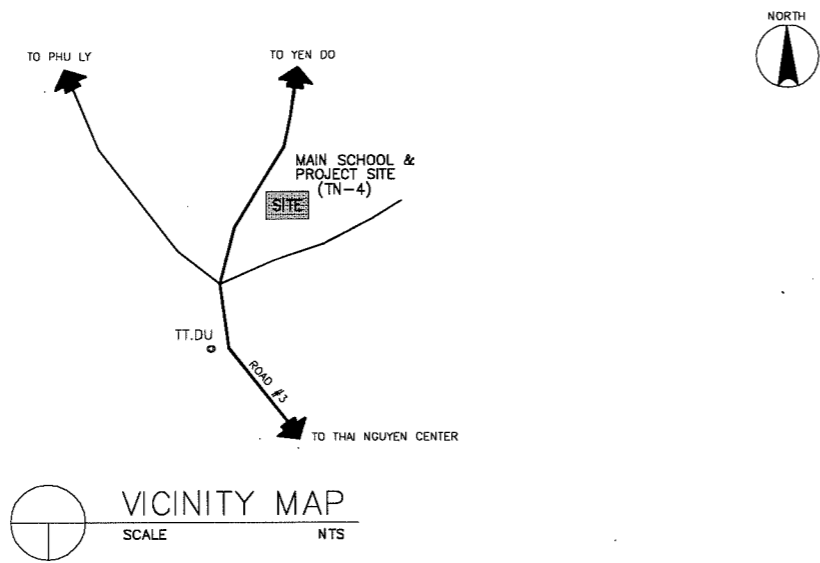 NORTH
TO PHU LY
TO YEN DO
MAIN SCHOOL &
PROJECT SITE
(TN-4)
SITE
TT.DU
ROAD #3
TO THAI NGUYEN CENTER
VICINITY MAP
SCALE NTS